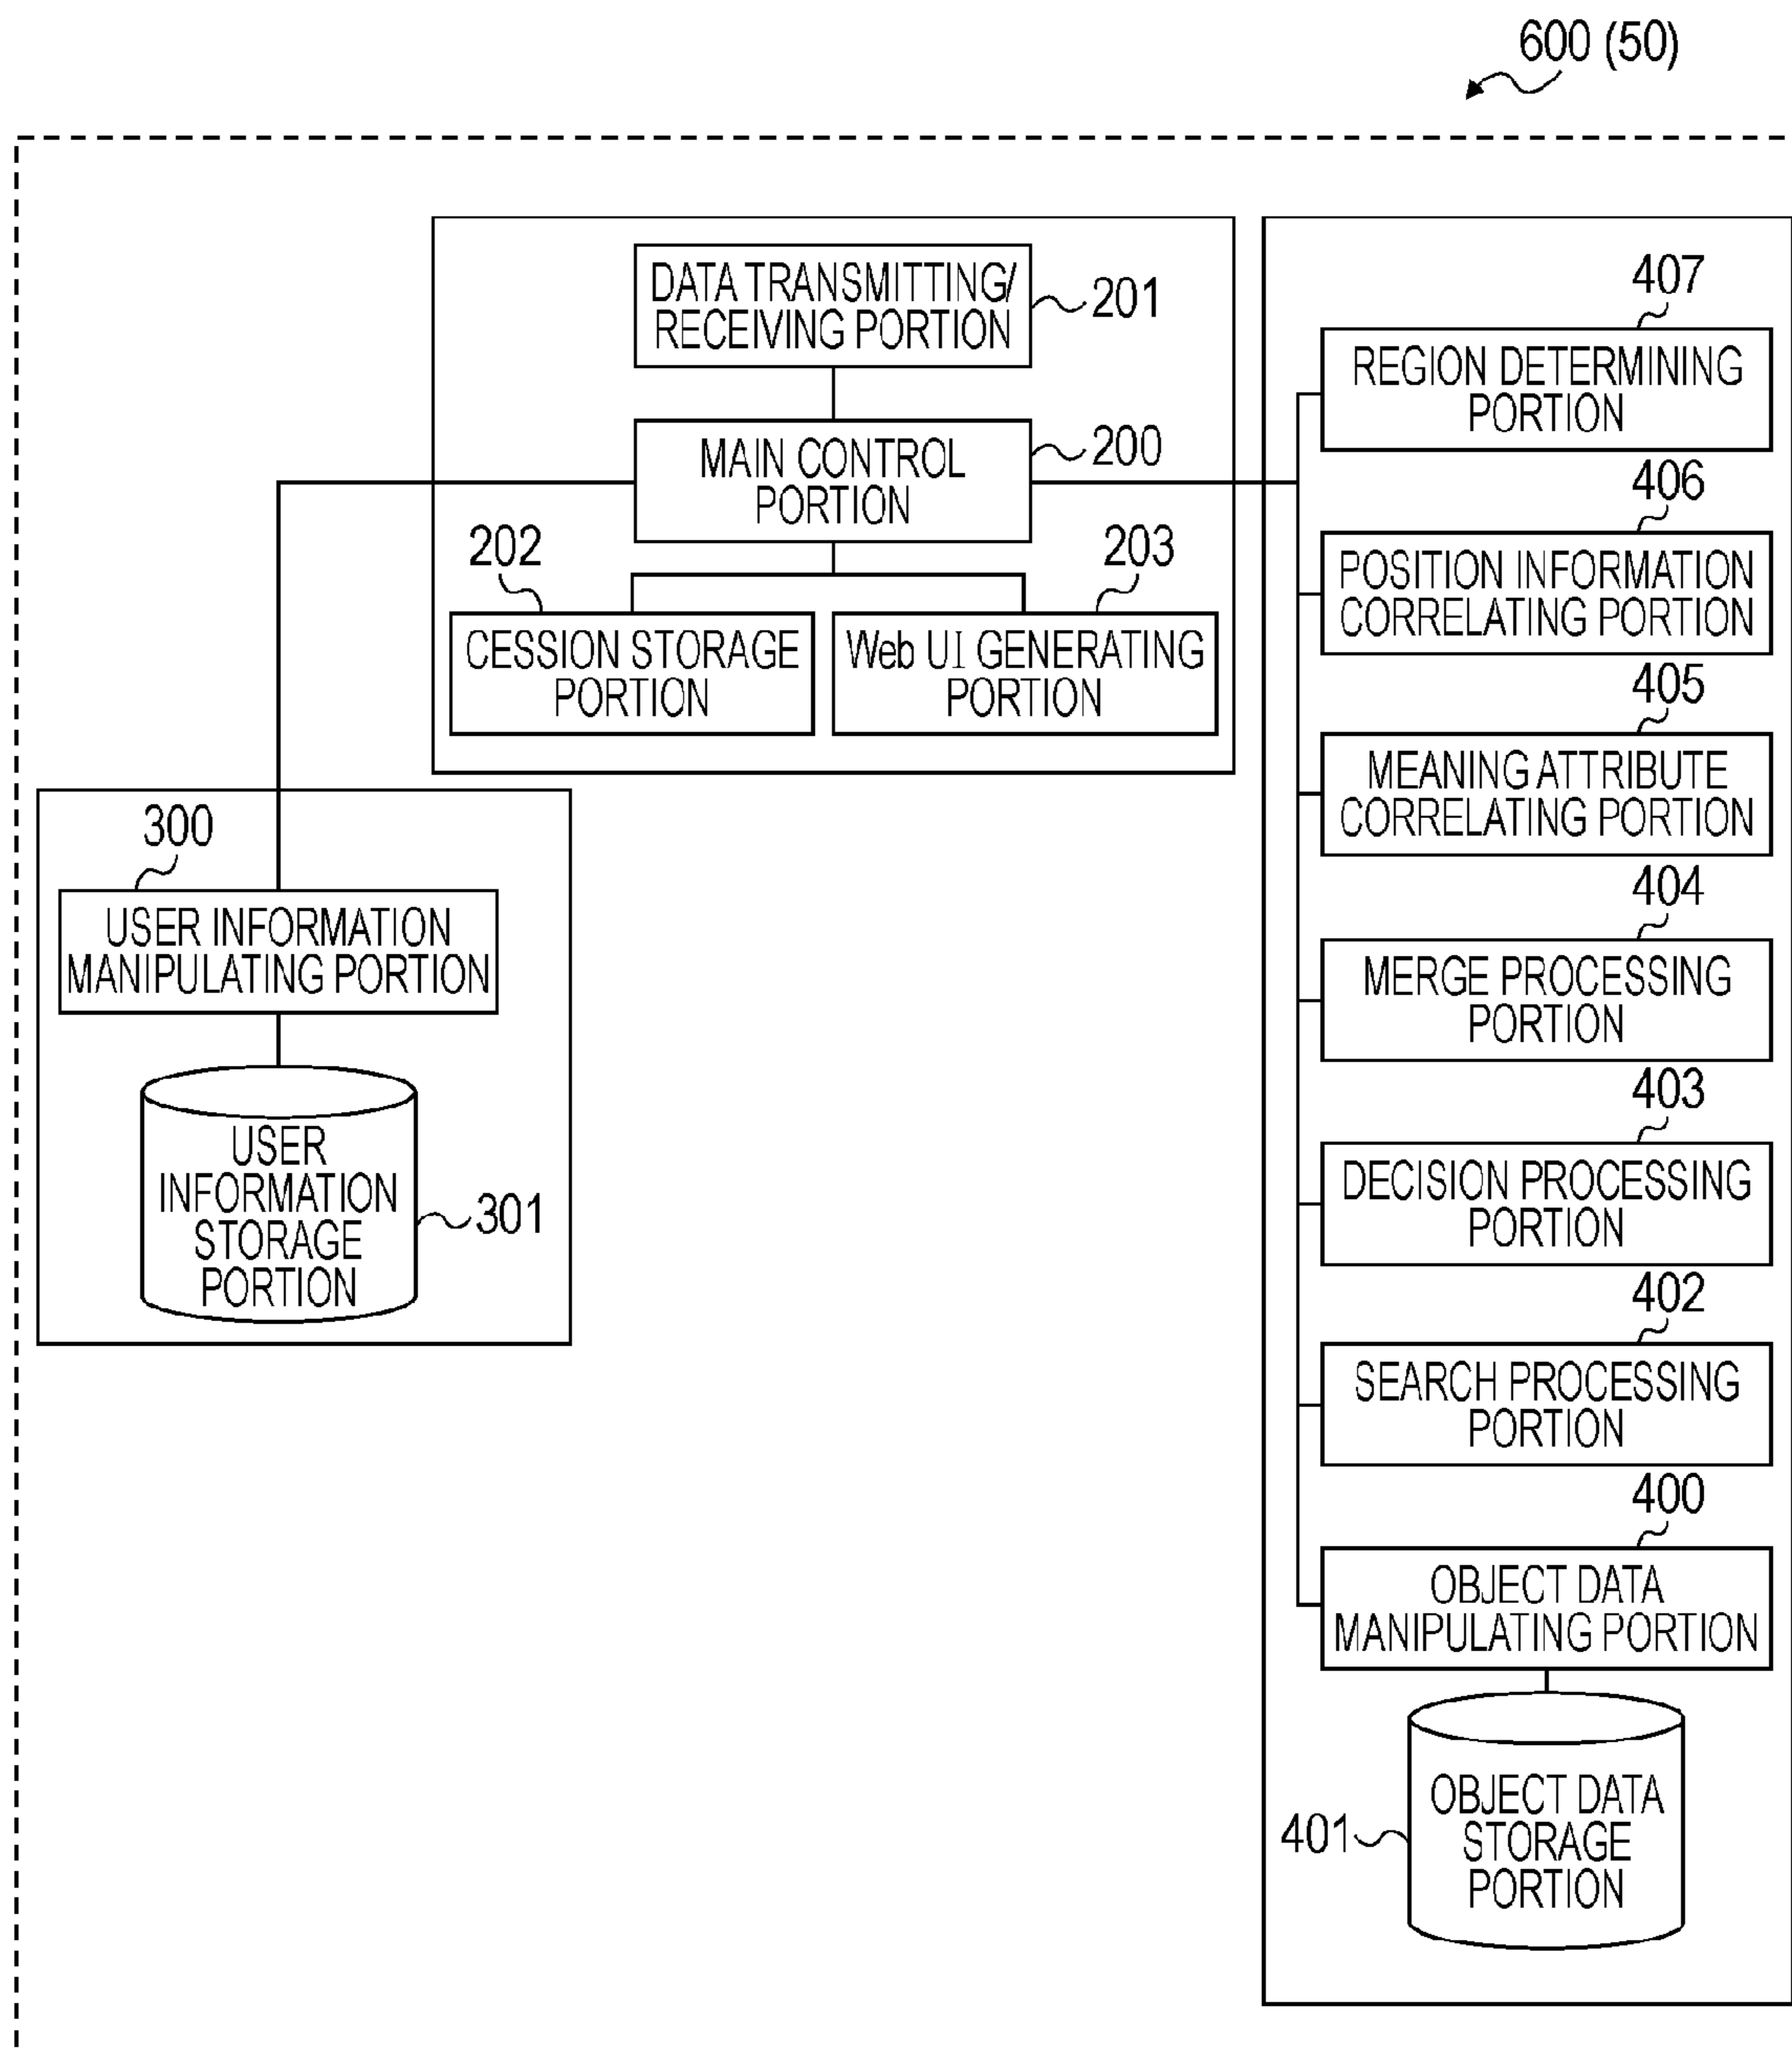 600 (50)
DATA TRANSMITTING/
RECEIVING PORTION
201
MAIN CONTROL
PORTION
200
202
CESSION STORAGE
PORTION
203
Web UI GENERATING
PORTION
300
USER INFORMATION
MANIPULATING PORTION
USER
INFORMATION
STORAGE
PORTION
301
407
REGION DETERMINING
PORTION
406
POSITION INFORMATION
CORRELATING PORTION
405
MEANING ATTRIBUTE
CORRELATING PORTION
404
MERGE PROCESSING
PORTION
403
DECISION PROCESSING
PORTION
402
SEARCH PROCESSING
PORTION
400
OBJECT DATA
MANIPULATING PORTION
401
OBJECT DATA
STORAGE
PORTION